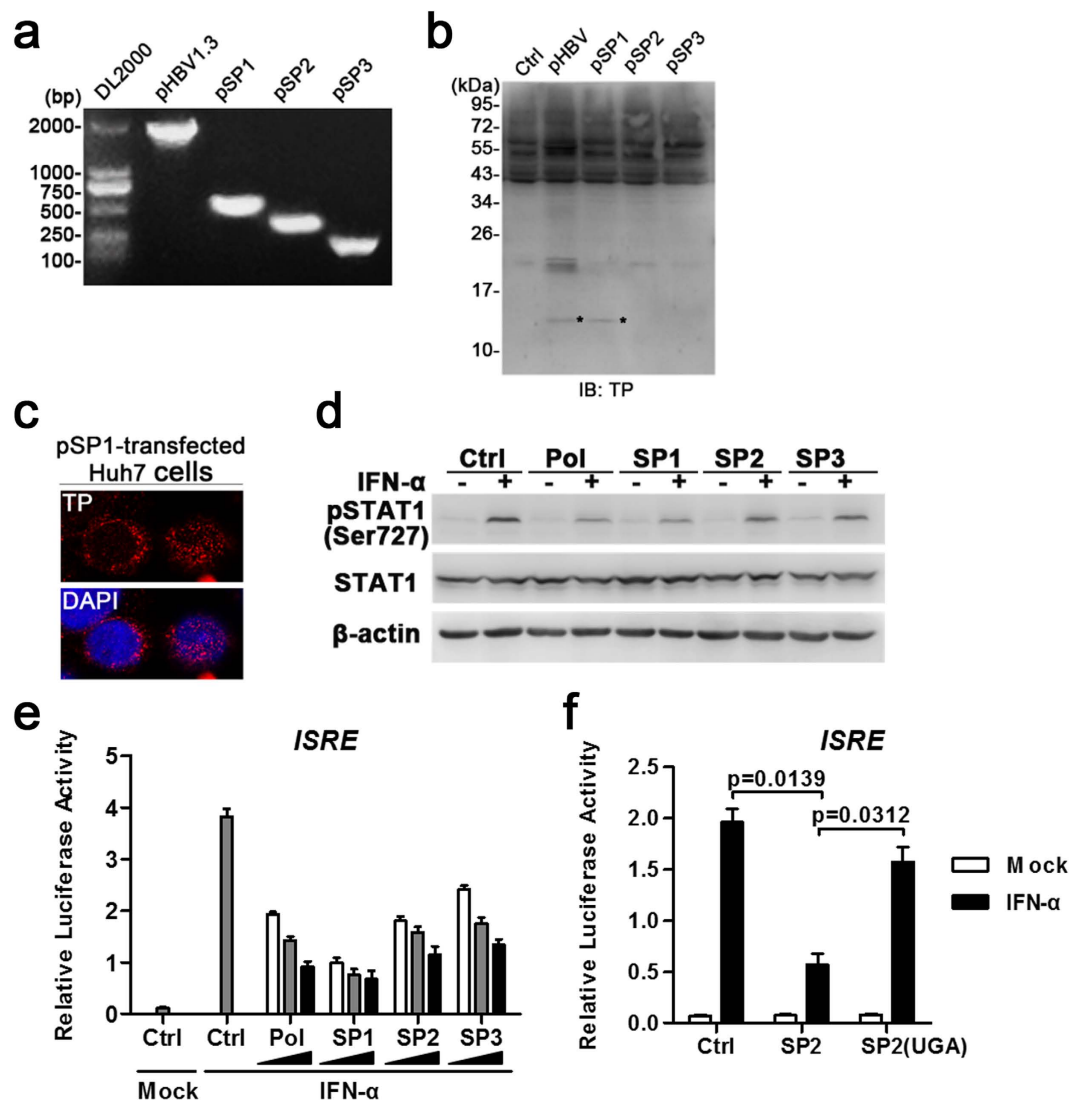 a
DL2000 pHBV1.3 pSP1 pSP2 pSP3
(bp)
2000-
1000-
750-
500-
250-
100-
b
Ctrl pHBV pSP1 pSP2 pSP3
(kDa)
95-
72-
55-
43-
34-
26-
17-
* *
10-
IB: TP
c
pSP1-transfected
Huh7 cells
TP
DAPI
d
Ctrl Pol SP1 SP2 SP3
IFN-α - + - + - + - + - +
pSTAT1
(Ser727)
STAT1
β-actin
e
ISRE
Relative Luciferase Activity
5
4
3
2
1
0
Ctrl Ctrl Pol SP1 SP2 SP3
Mock IFN-α
f
ISRE
Relative Luciferase Activity
2.5
2.0
1.5
1.0
0.5
0.0
p=0.0139
p=0.0312
Mock
IFN-α
Ctrl SP2 SP2(UGA)